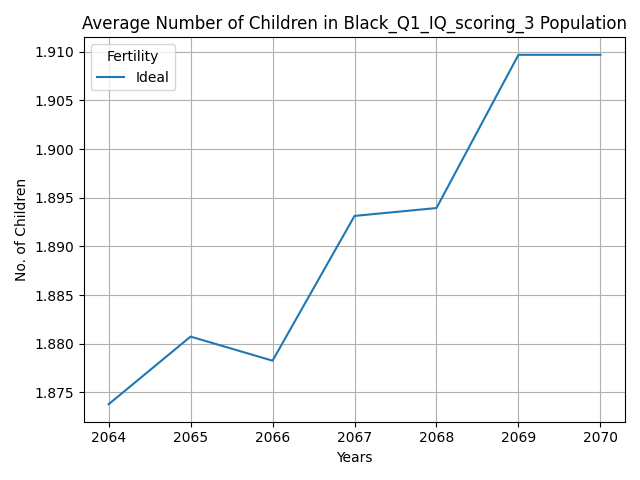 Average Number of Children in Black_Q1_IQ_scoring_3 Population
Fertility
Ideal
No. of Children
1.910
1.905
1.900
1.895
1.890
1.885
1.880
1.875
2064 2065 2066 2067 2068 2069 2070
Years